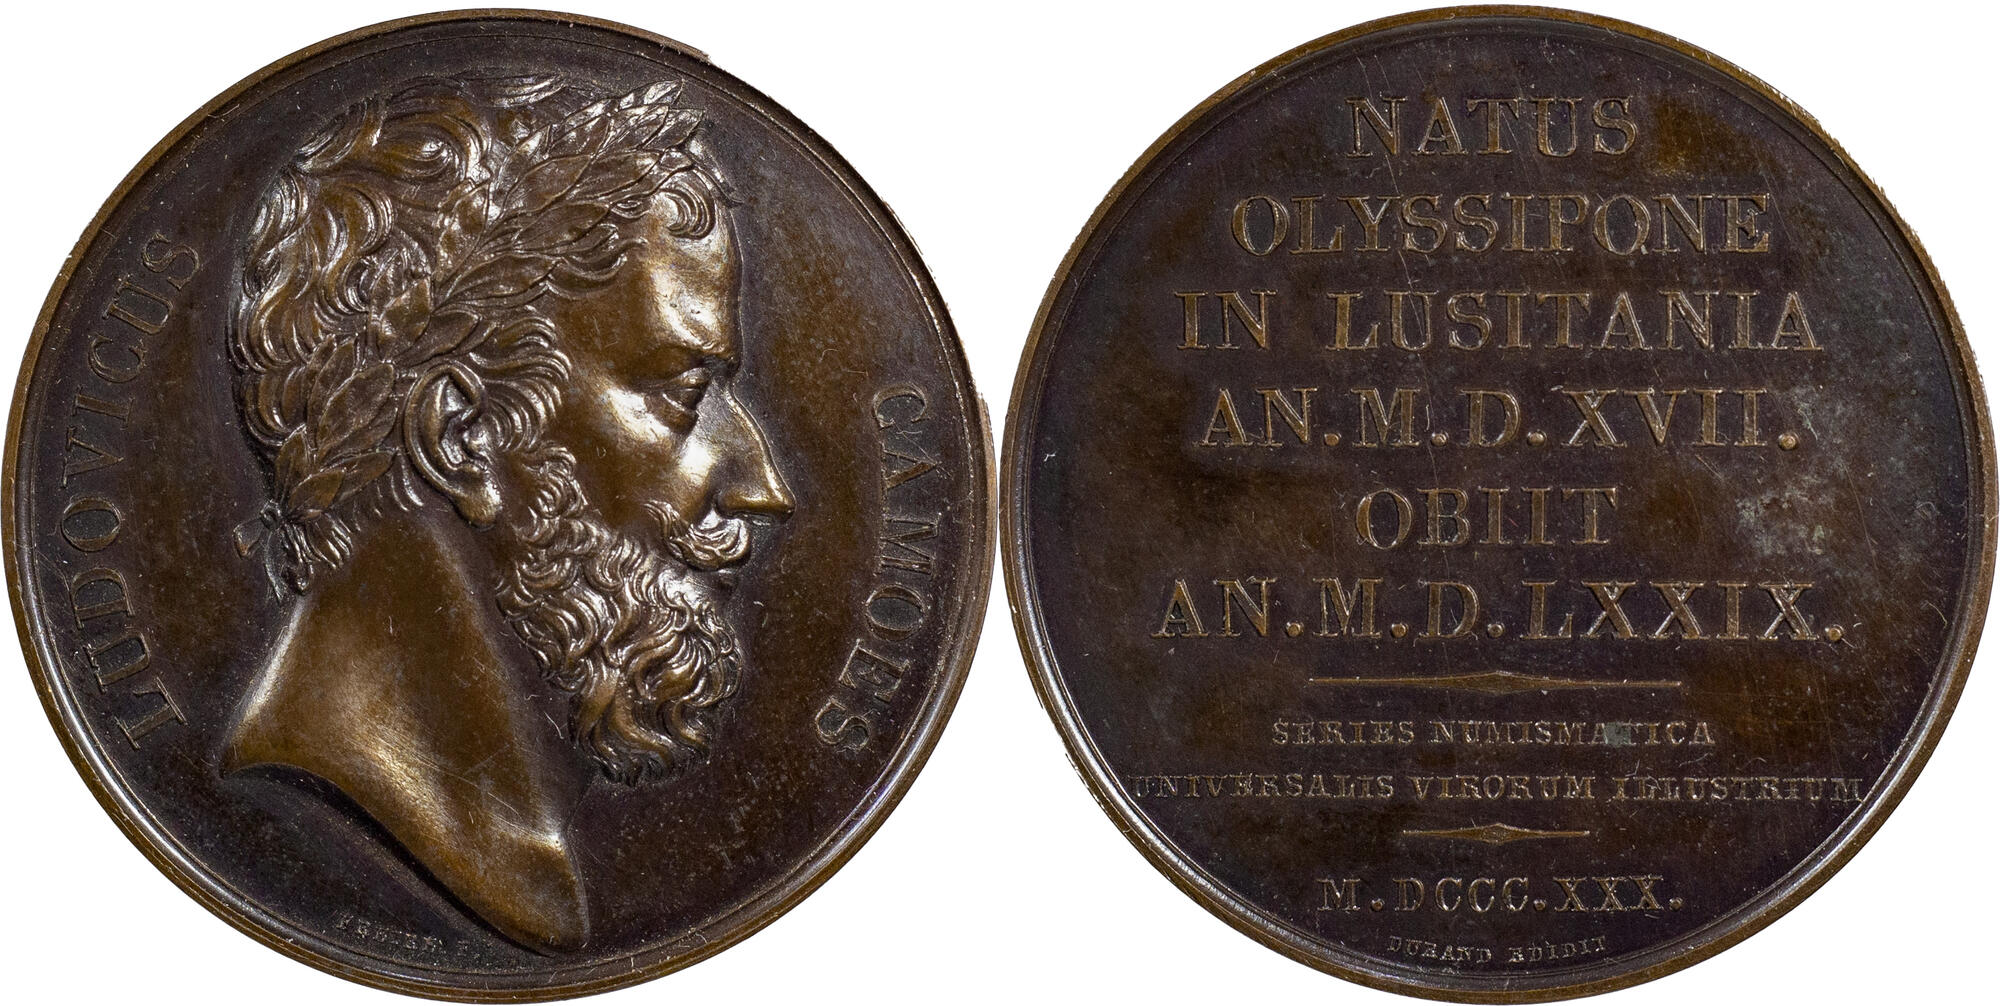 LUDOVICUS
CAMOES
NATUS
OLYSSIPONE
IN LUSITANIA
AN.M.D.XVII.
OBIIT
AN.M.D.LXXIX.
SERIES NUMISMATICA
UNIVERSALIS VIRORUM ILLUSTRIUM
M.DCCC.XXX.
DURAND EDIDIT